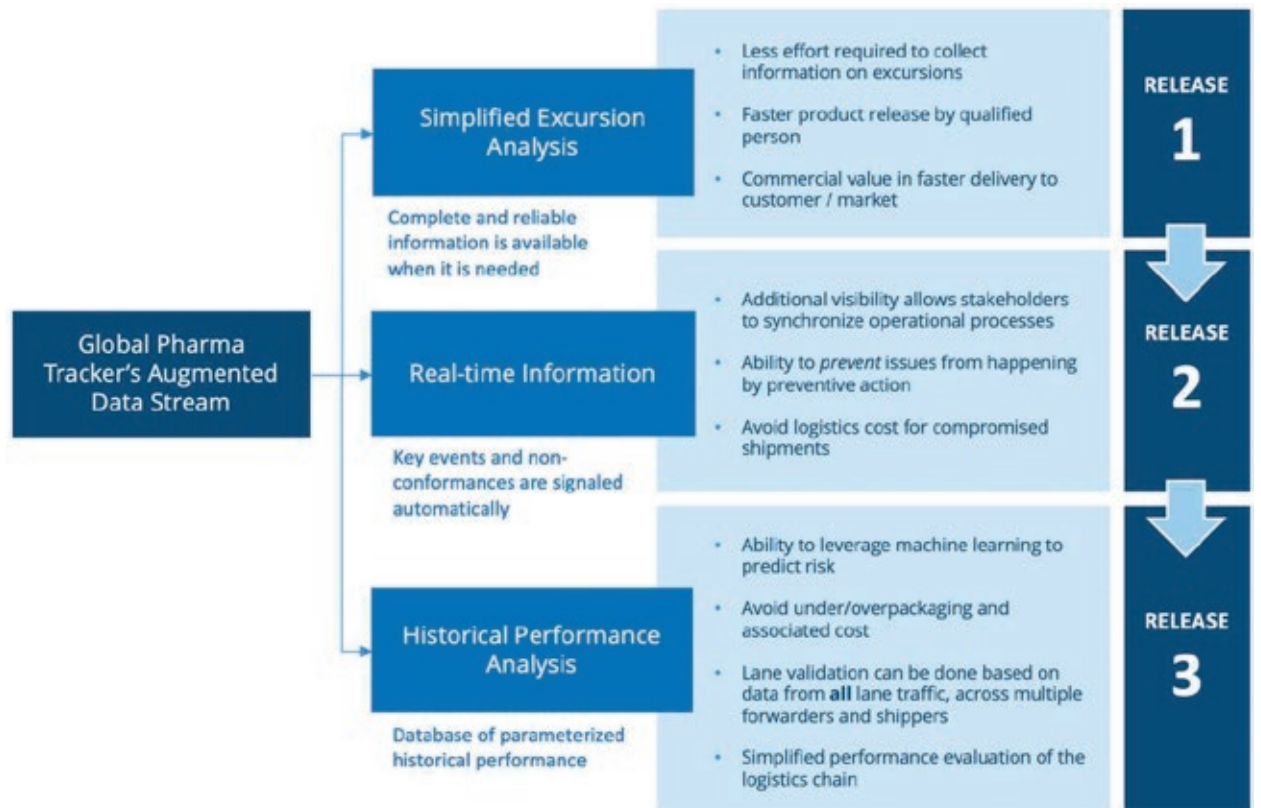 Global Pharma
Tracker's Augmented
Data Stream
Simplified Excursion
Analysis
Complete and reliable
information is available
when it is needed
• Less effort required to collect
information on excursions
• Faster product release by qualified
person
• Commercial value in faster delivery to
customer / market
RELEASE
1
Real-time Information
Key events and non-
conformances are signaled
automatically
• Additional visibility allows stakeholders
to synchronize operational processes
• Ability to prevent issues from happening
by preventive action
• Avoid logistics cost for compromised
shipments
RELEASE
2
Historical Performance
Analysis
Database of parameterized
historical performance
• Ability to leverage machine learning to
predict risk
• Avoid under/overpackaging and
associated cost
• Lane validation can be done based on
data from all lane traffic, across multiple
forwarders and shippers
• Simplified performance evaluation of the
logistics chain
RELEASE
3